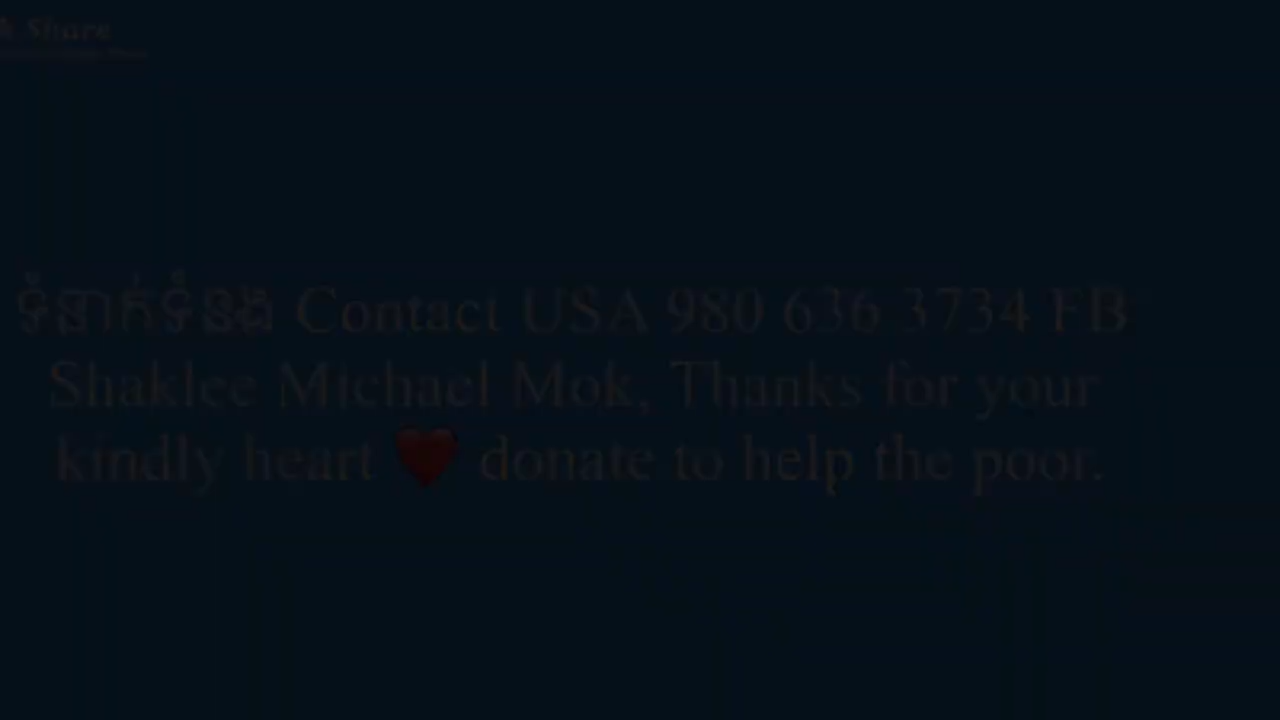 Share
ទំនាក់ទំនង Contact USA 980 636 3734 FB
Shaklee Michael Mok, Thanks for your
kindly heart ❤️ donate to help the poor.